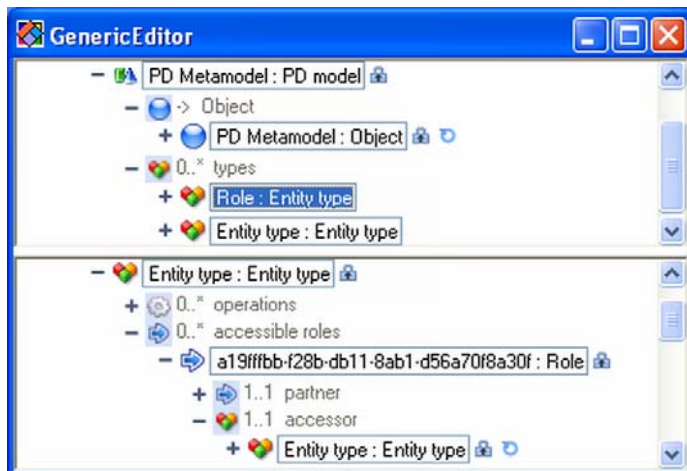 GenericEditor
PD Metamodel : PD model
-> Object
PD Metamodel : Object
0..* types
Role : Entity type
Entity type : Entity type
Entity type : Entity type
0..* operations
0..* accessible roles
a19fffbb-f28b-db11-8ab1-d56a70f8a30f : Role
1..1 partner
1..1 accessor
Entity type : Entity type